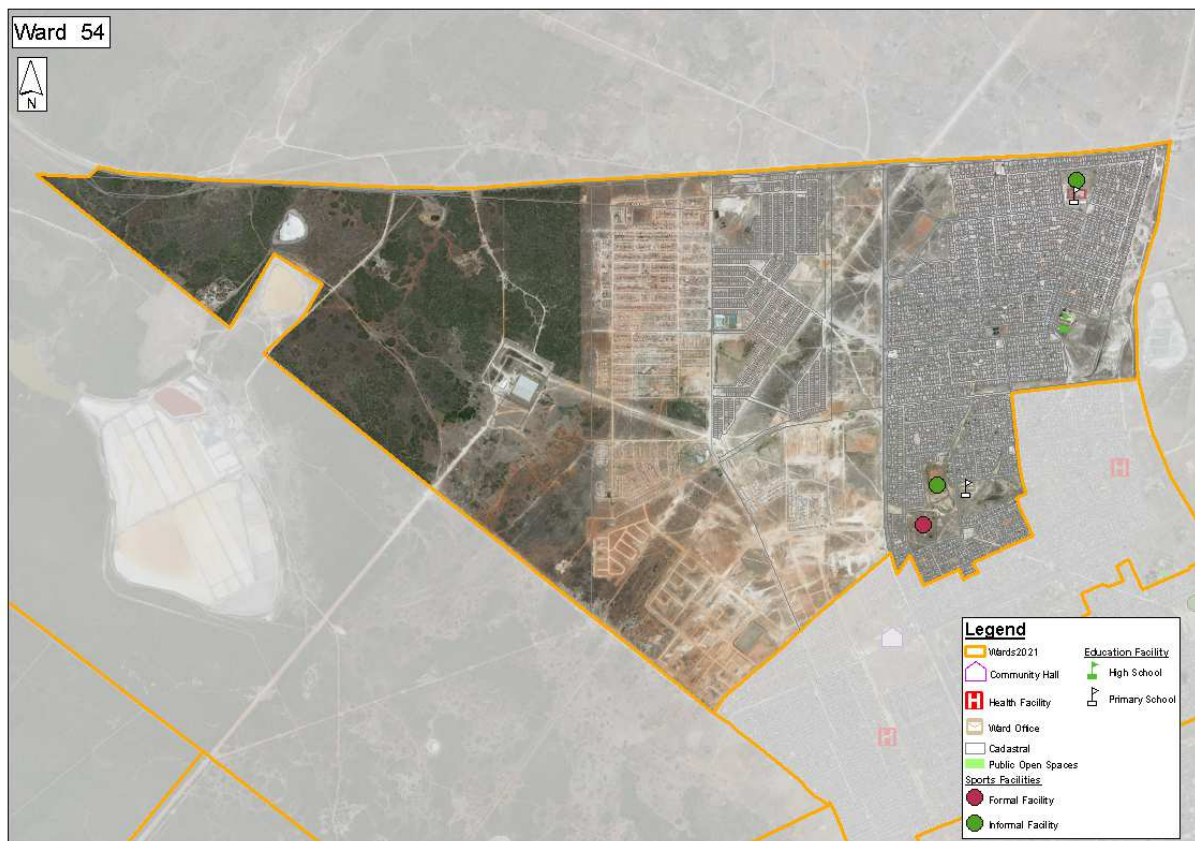 Ward 54
N
Legend
Wards2021
Community Hall
H Health Facility
Ward Office
Cadastral
Public Open Spaces
Sports Facilities
Formal Facility
Informal Facility
Education Facility
High School
Primary School
H
H